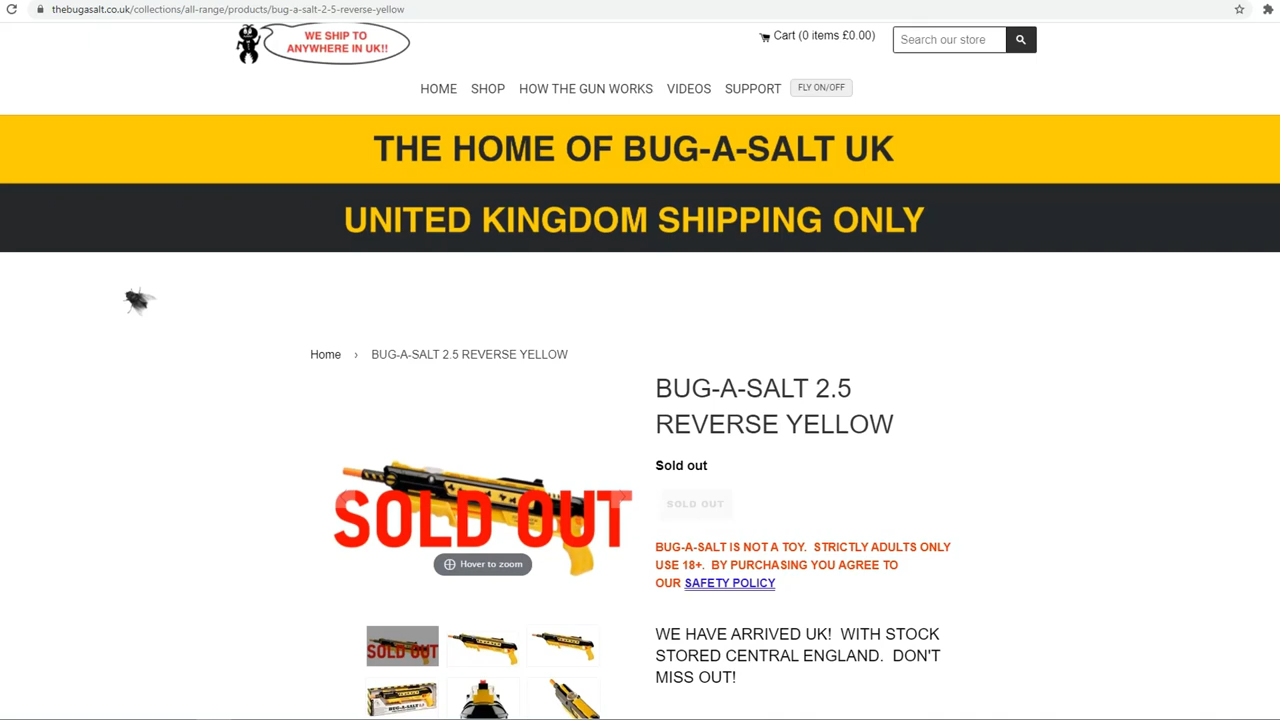 thebugasalt.co.uk/collections/all-range/products/bug-a-salt-2-5-reverse-yellow
WE SHIP TO
ANYWHERE IN UK!!
Cart (0 items £0.00)
Search our store
HOME SHOP HOW THE GUN WORKS VIDEOS SUPPORT FLY ON/OFF
THE HOME OF BUG-A-SALT UK
UNITED KINGDOM SHIPPING ONLY
Home › BUG-A-SALT 2.5 REVERSE YELLOW
BUG-A-SALT 2.5
REVERSE YELLOW
Sold out
SOLD OUT
SOLD OUT
Hover to zoom
BUG-A-SALT IS NOT A TOY. STRICTLY ADULTS ONLY
USE 18+. BY PURCHASING YOU AGREE TO
OUR SAFETY POLICY
SOLD OUT
WE HAVE ARRIVED UK! WITH STOCK
STORED CENTRAL ENGLAND. DON'T
MISS OUT!